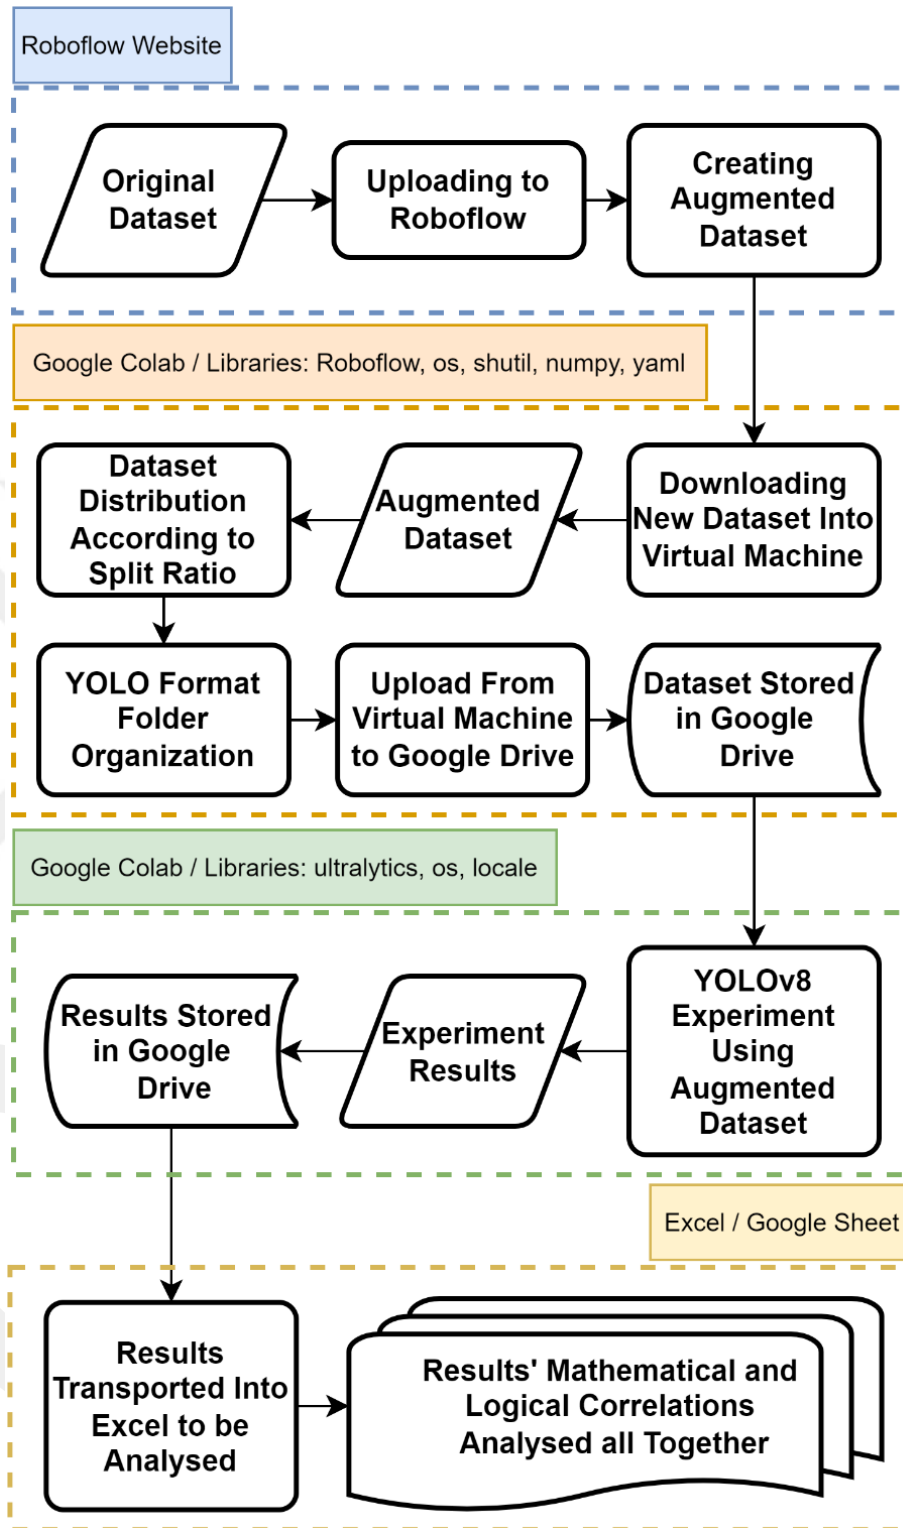 Roboflow Website
Original
Dataset
Uploading to
Roboflow
Creating
Augmented
Dataset
Google Colab / Libraries: Roboflow, os, shutil, numpy, yaml
Downloading
New Dataset Into
Virtual Machine
Augmented
Dataset
Dataset
Distribution
According to
Split Ratio
YOLO Format
Folder
Organization
Upload From
Virtual Machine
to Google Drive
Dataset Stored
in Google
Drive
Google Colab / Libraries: ultralytics, os, locale
YOLOv8
Experiment
Using
Augmented
Dataset
Experiment
Results
Results Stored
in Google
Drive
Excel / Google Sheet
Results
Transported Into
Excel to be
Analysed
Results' Mathematical and
Logical Correlations
Analysed all Together